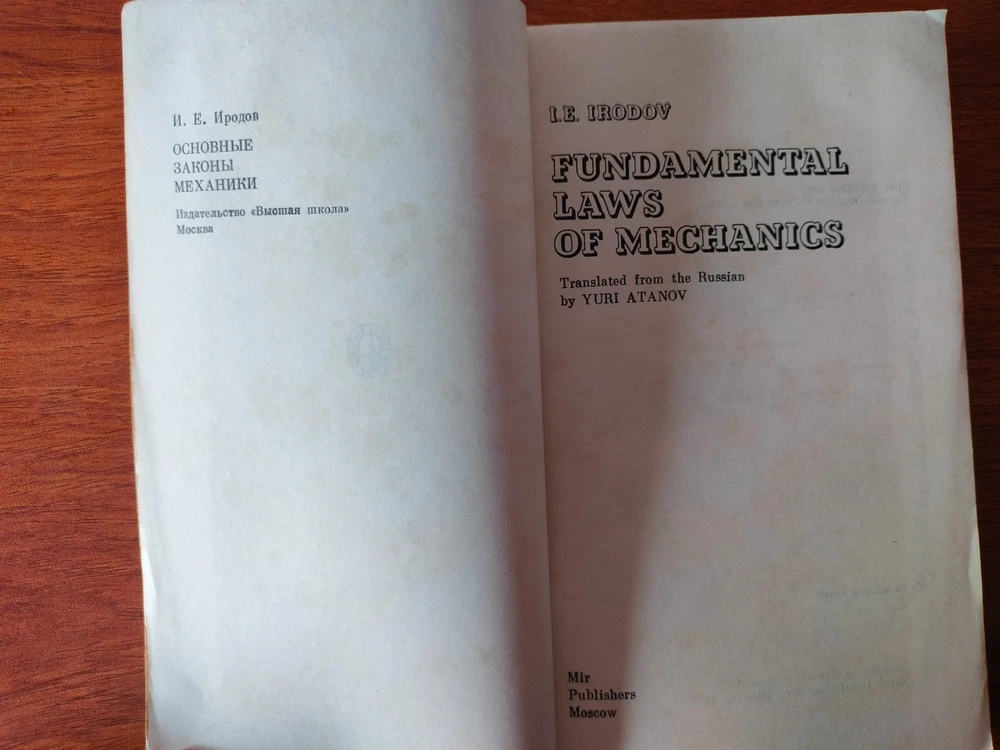 И. Е. Иродов
ОСНОВНЫЕ
ЗАКОНЫ
МЕХАНИКИ
Издательство «Высшая школа»
Москва
I.E. IRODOV
FUNDAMENTAL
LAWS
OF MECHANICS
Translated from the Russian
by YURI ATANOV
Mir
Publishers
Moscow